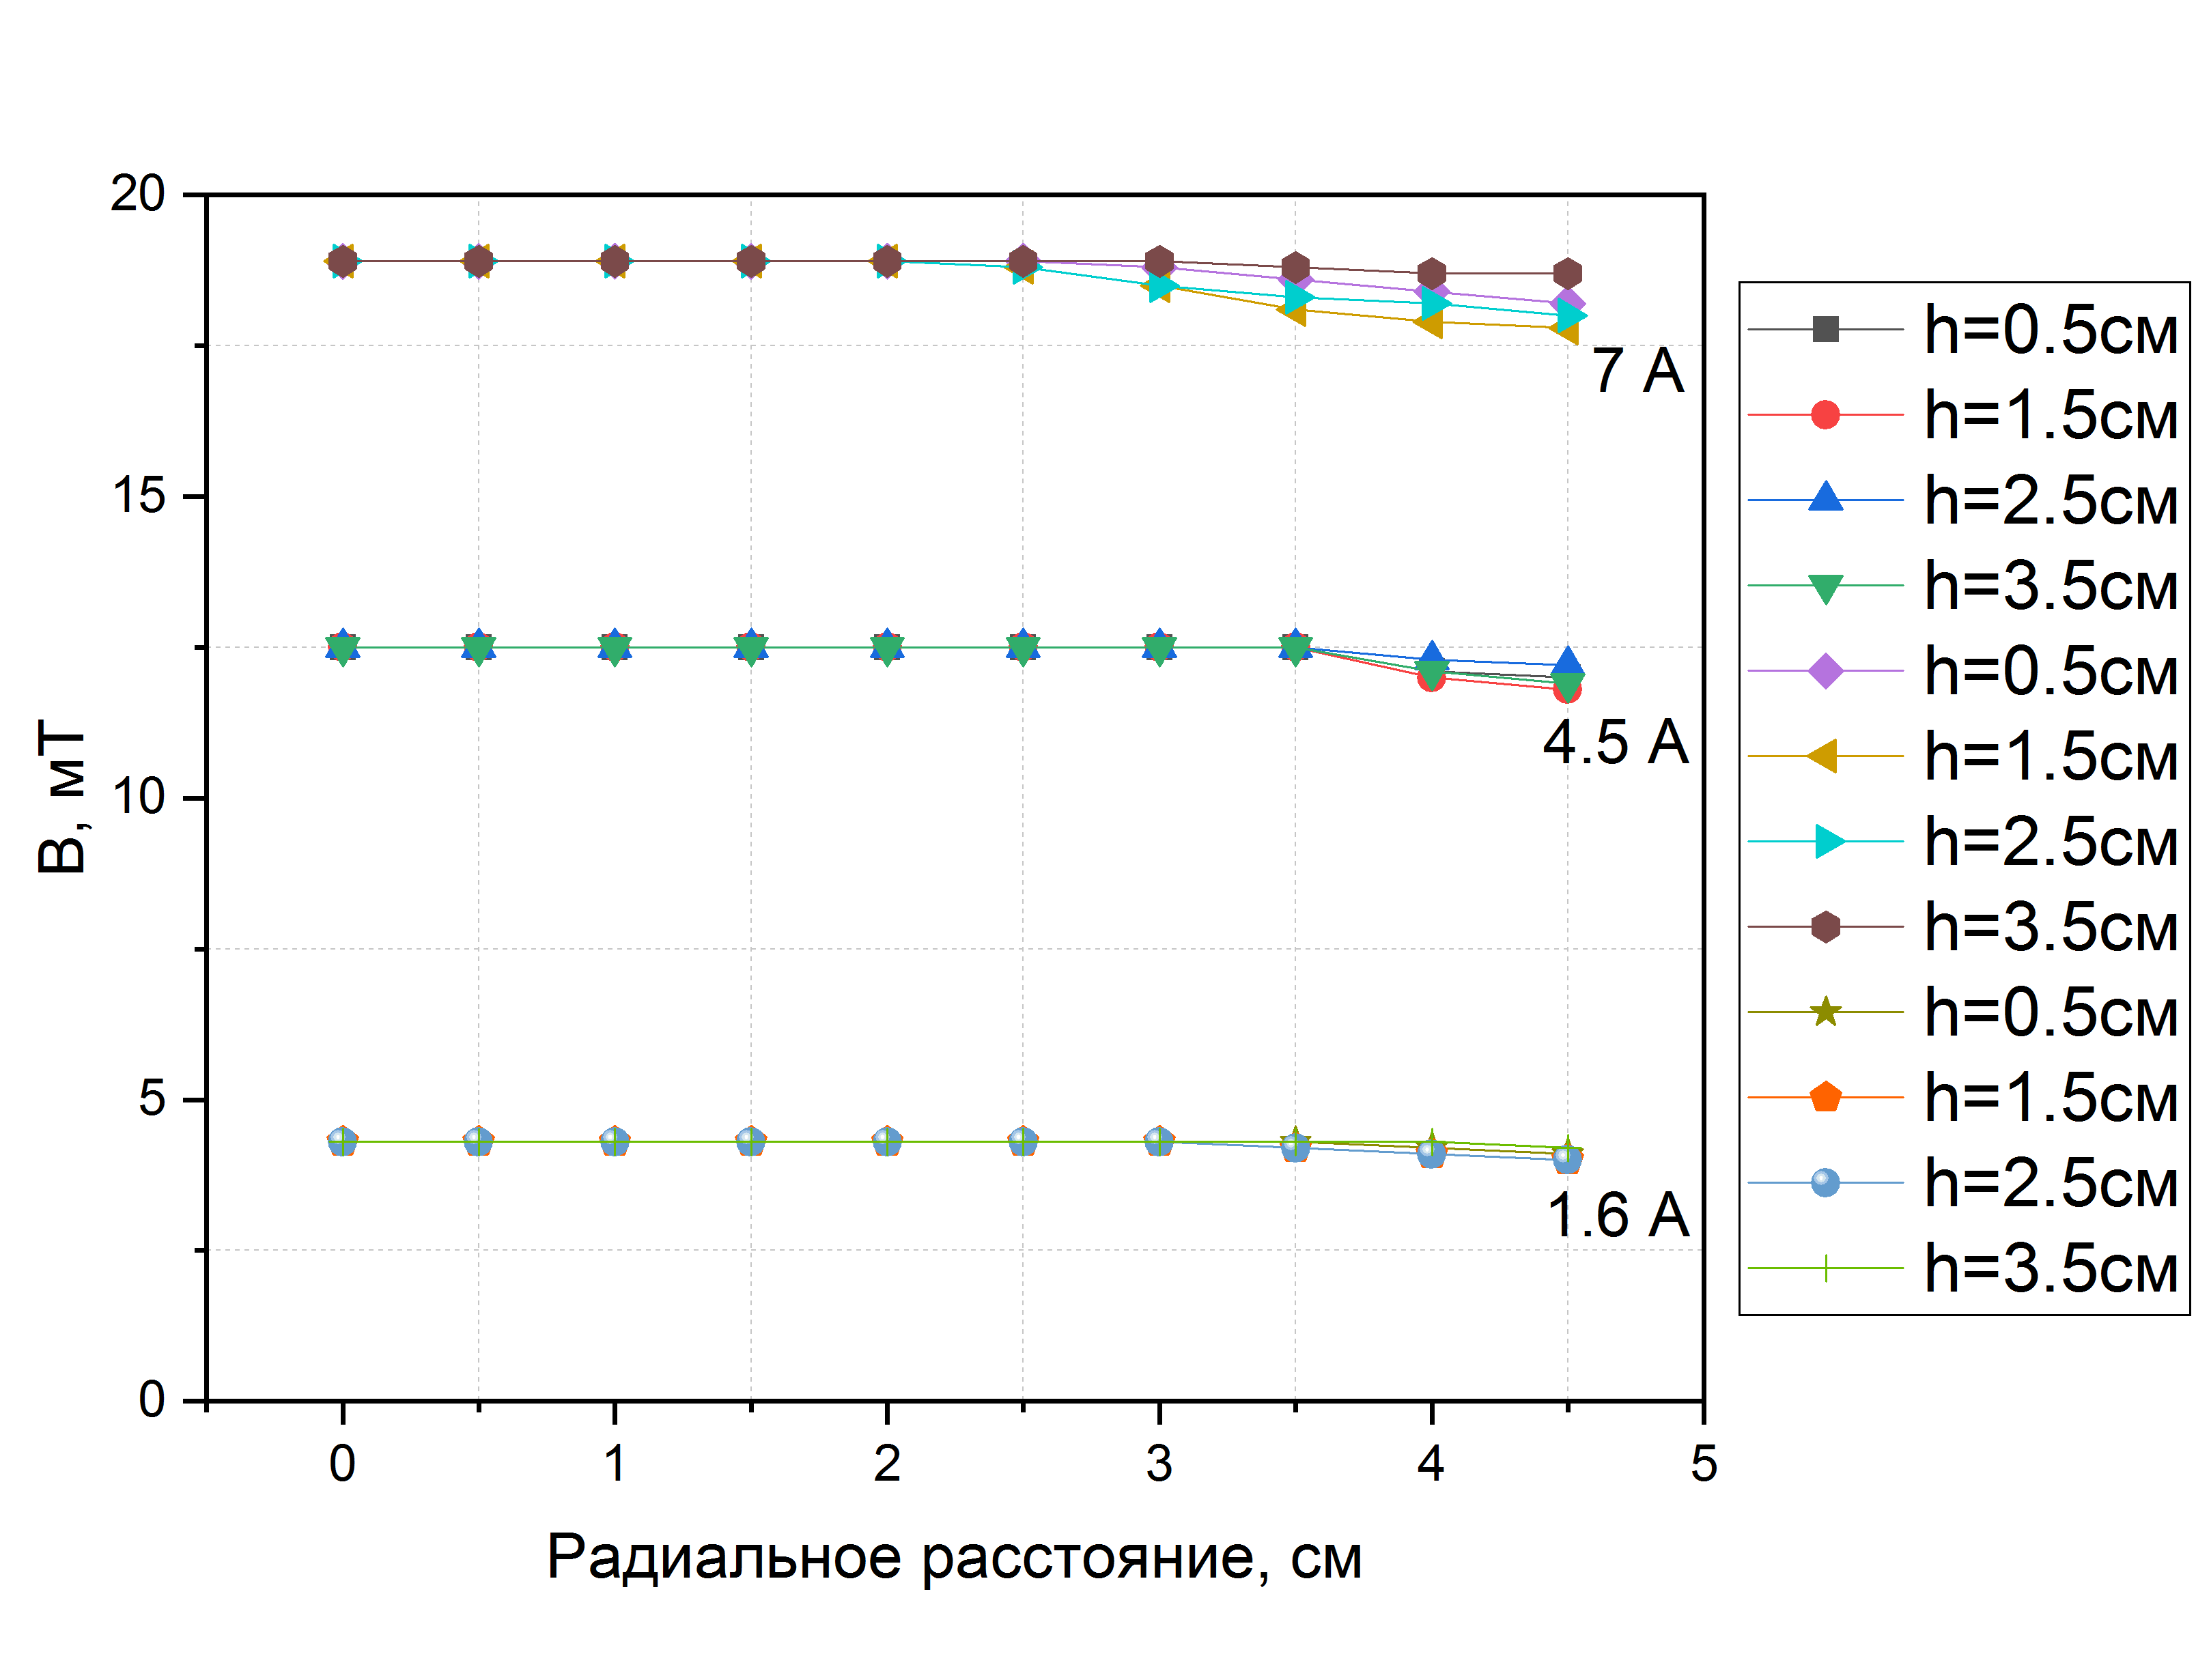 20
15
10
5
0
В, мТ
7 А
4.5 А
1.6 А
0
1
2
3
4
5
Радиальное расстояние, см
h=0.5см
h=1.5см
h=2.5см
h=3.5см
h=0.5см
h=1.5см
h=2.5см
h=3.5см
h=0.5см
h=1.5см
h=2.5см
h=3.5см